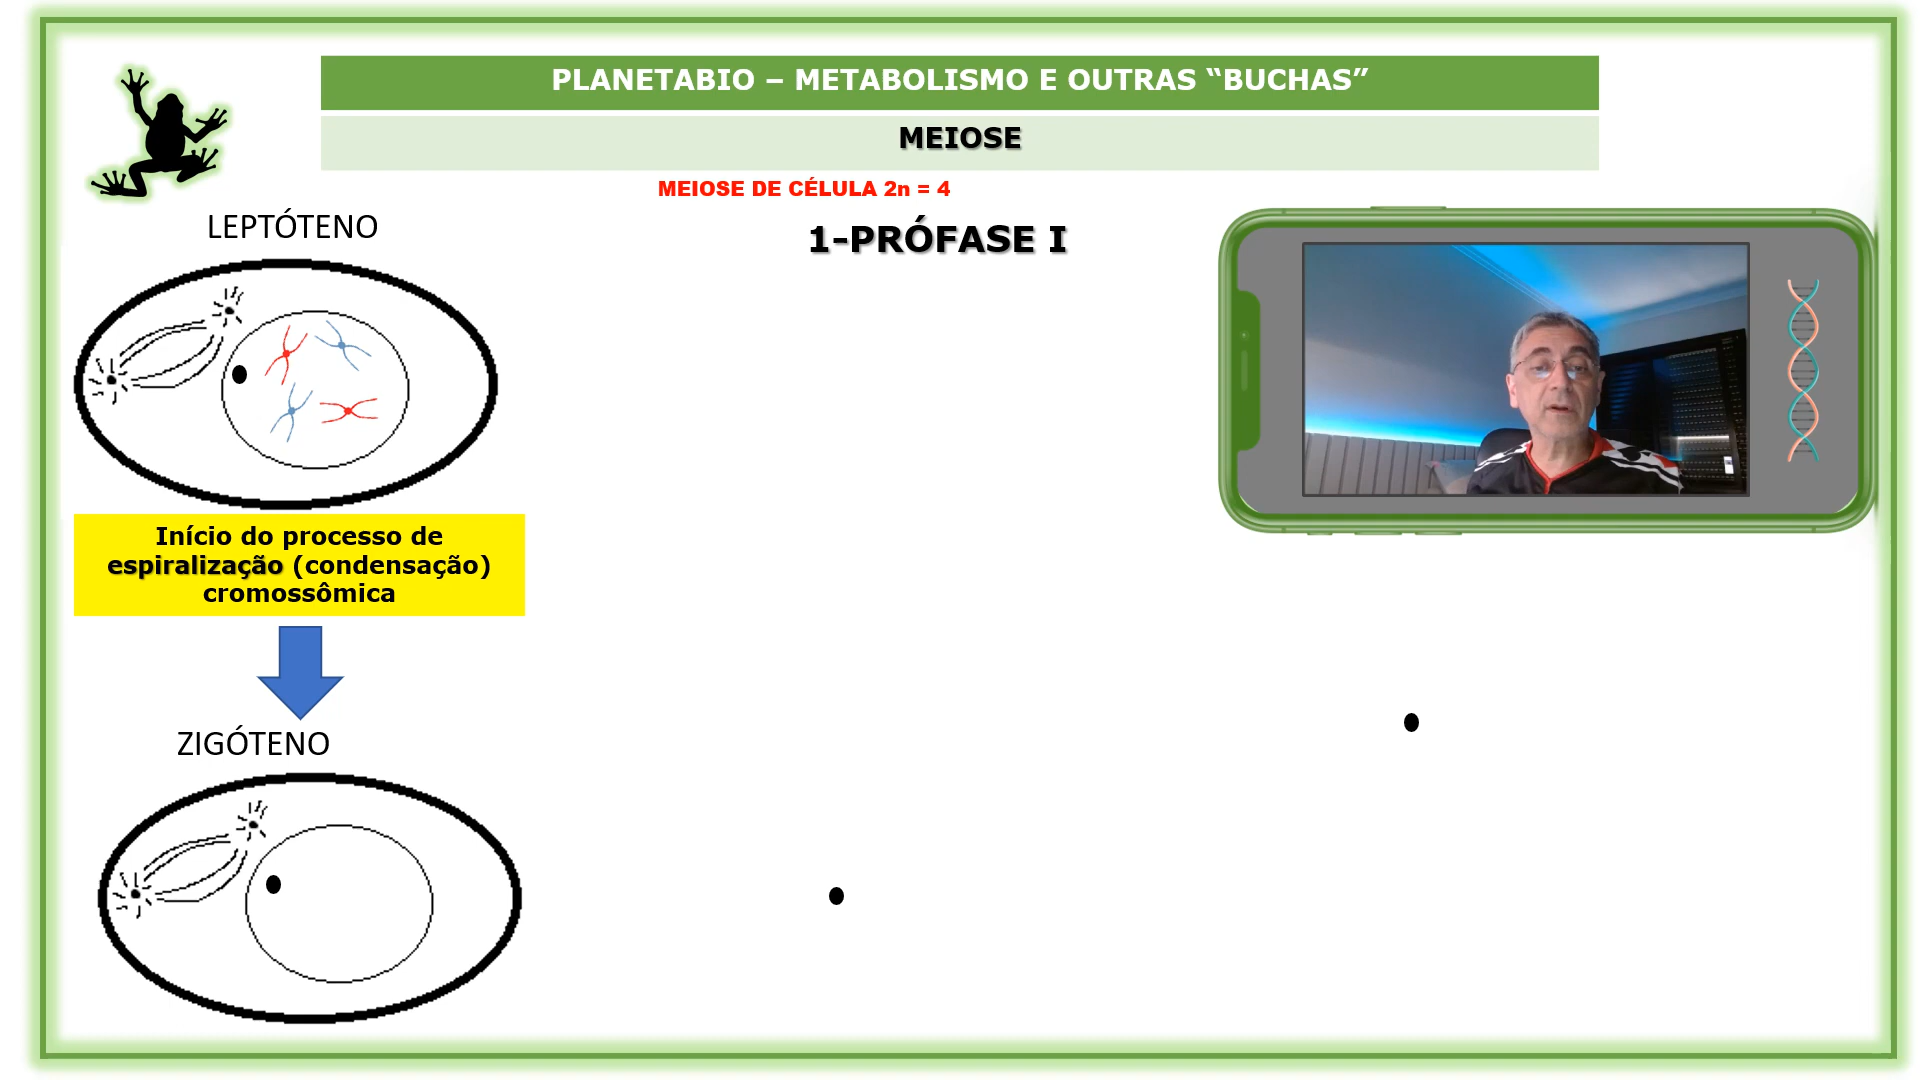 PLANETABIO – METABOLISMO E OUTRAS “BUCHAS”
MEIOSE
MEIOSE DE CÉLULA 2n = 4
1-PRÓFASE I
LEPTÓTENO
Início do processo de
espiralização (condensação)
cromossômica
ZIGÓTENO